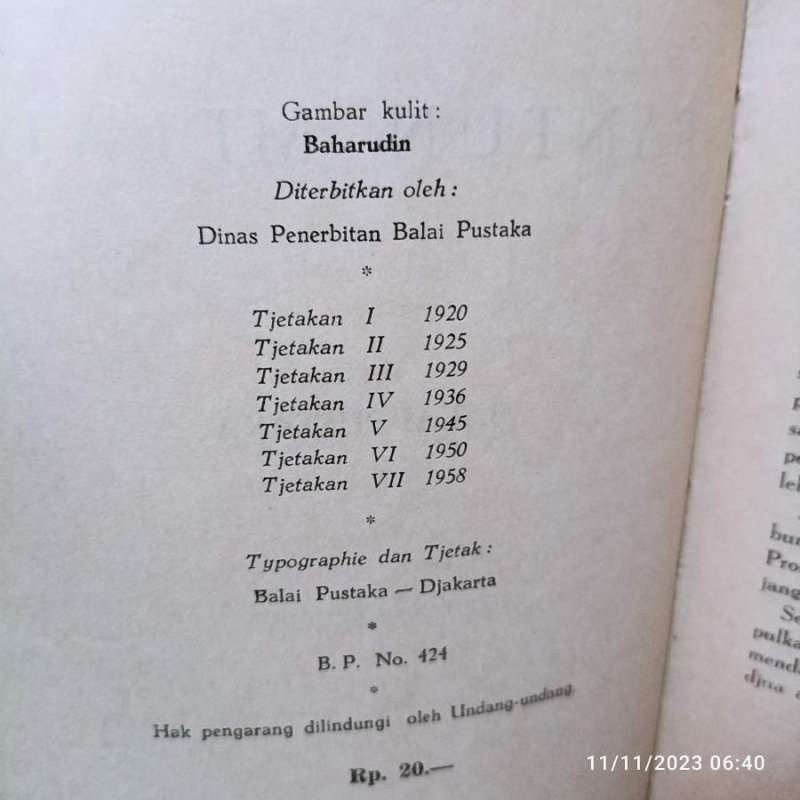 Gambar kulit :
Baharudin
Diterbitkan oleh :
Dinas Penerbitan Balai Pustaka
*
Tjetakan I 1920
Tjetakan II 1925
Tjetakan III 1929
Tjetakan IV 1936
Tjetakan V 1945
Tjetakan VI 1950
Tjetakan VII 1958
*
Typographie dan Tjetak :
Balai Pustaka — Djakarta
*
B. P. No. 424
*
Hak pengarang dilindungi oleh Undang-undang.
Rp. 20.—
11/11/2023 06:40